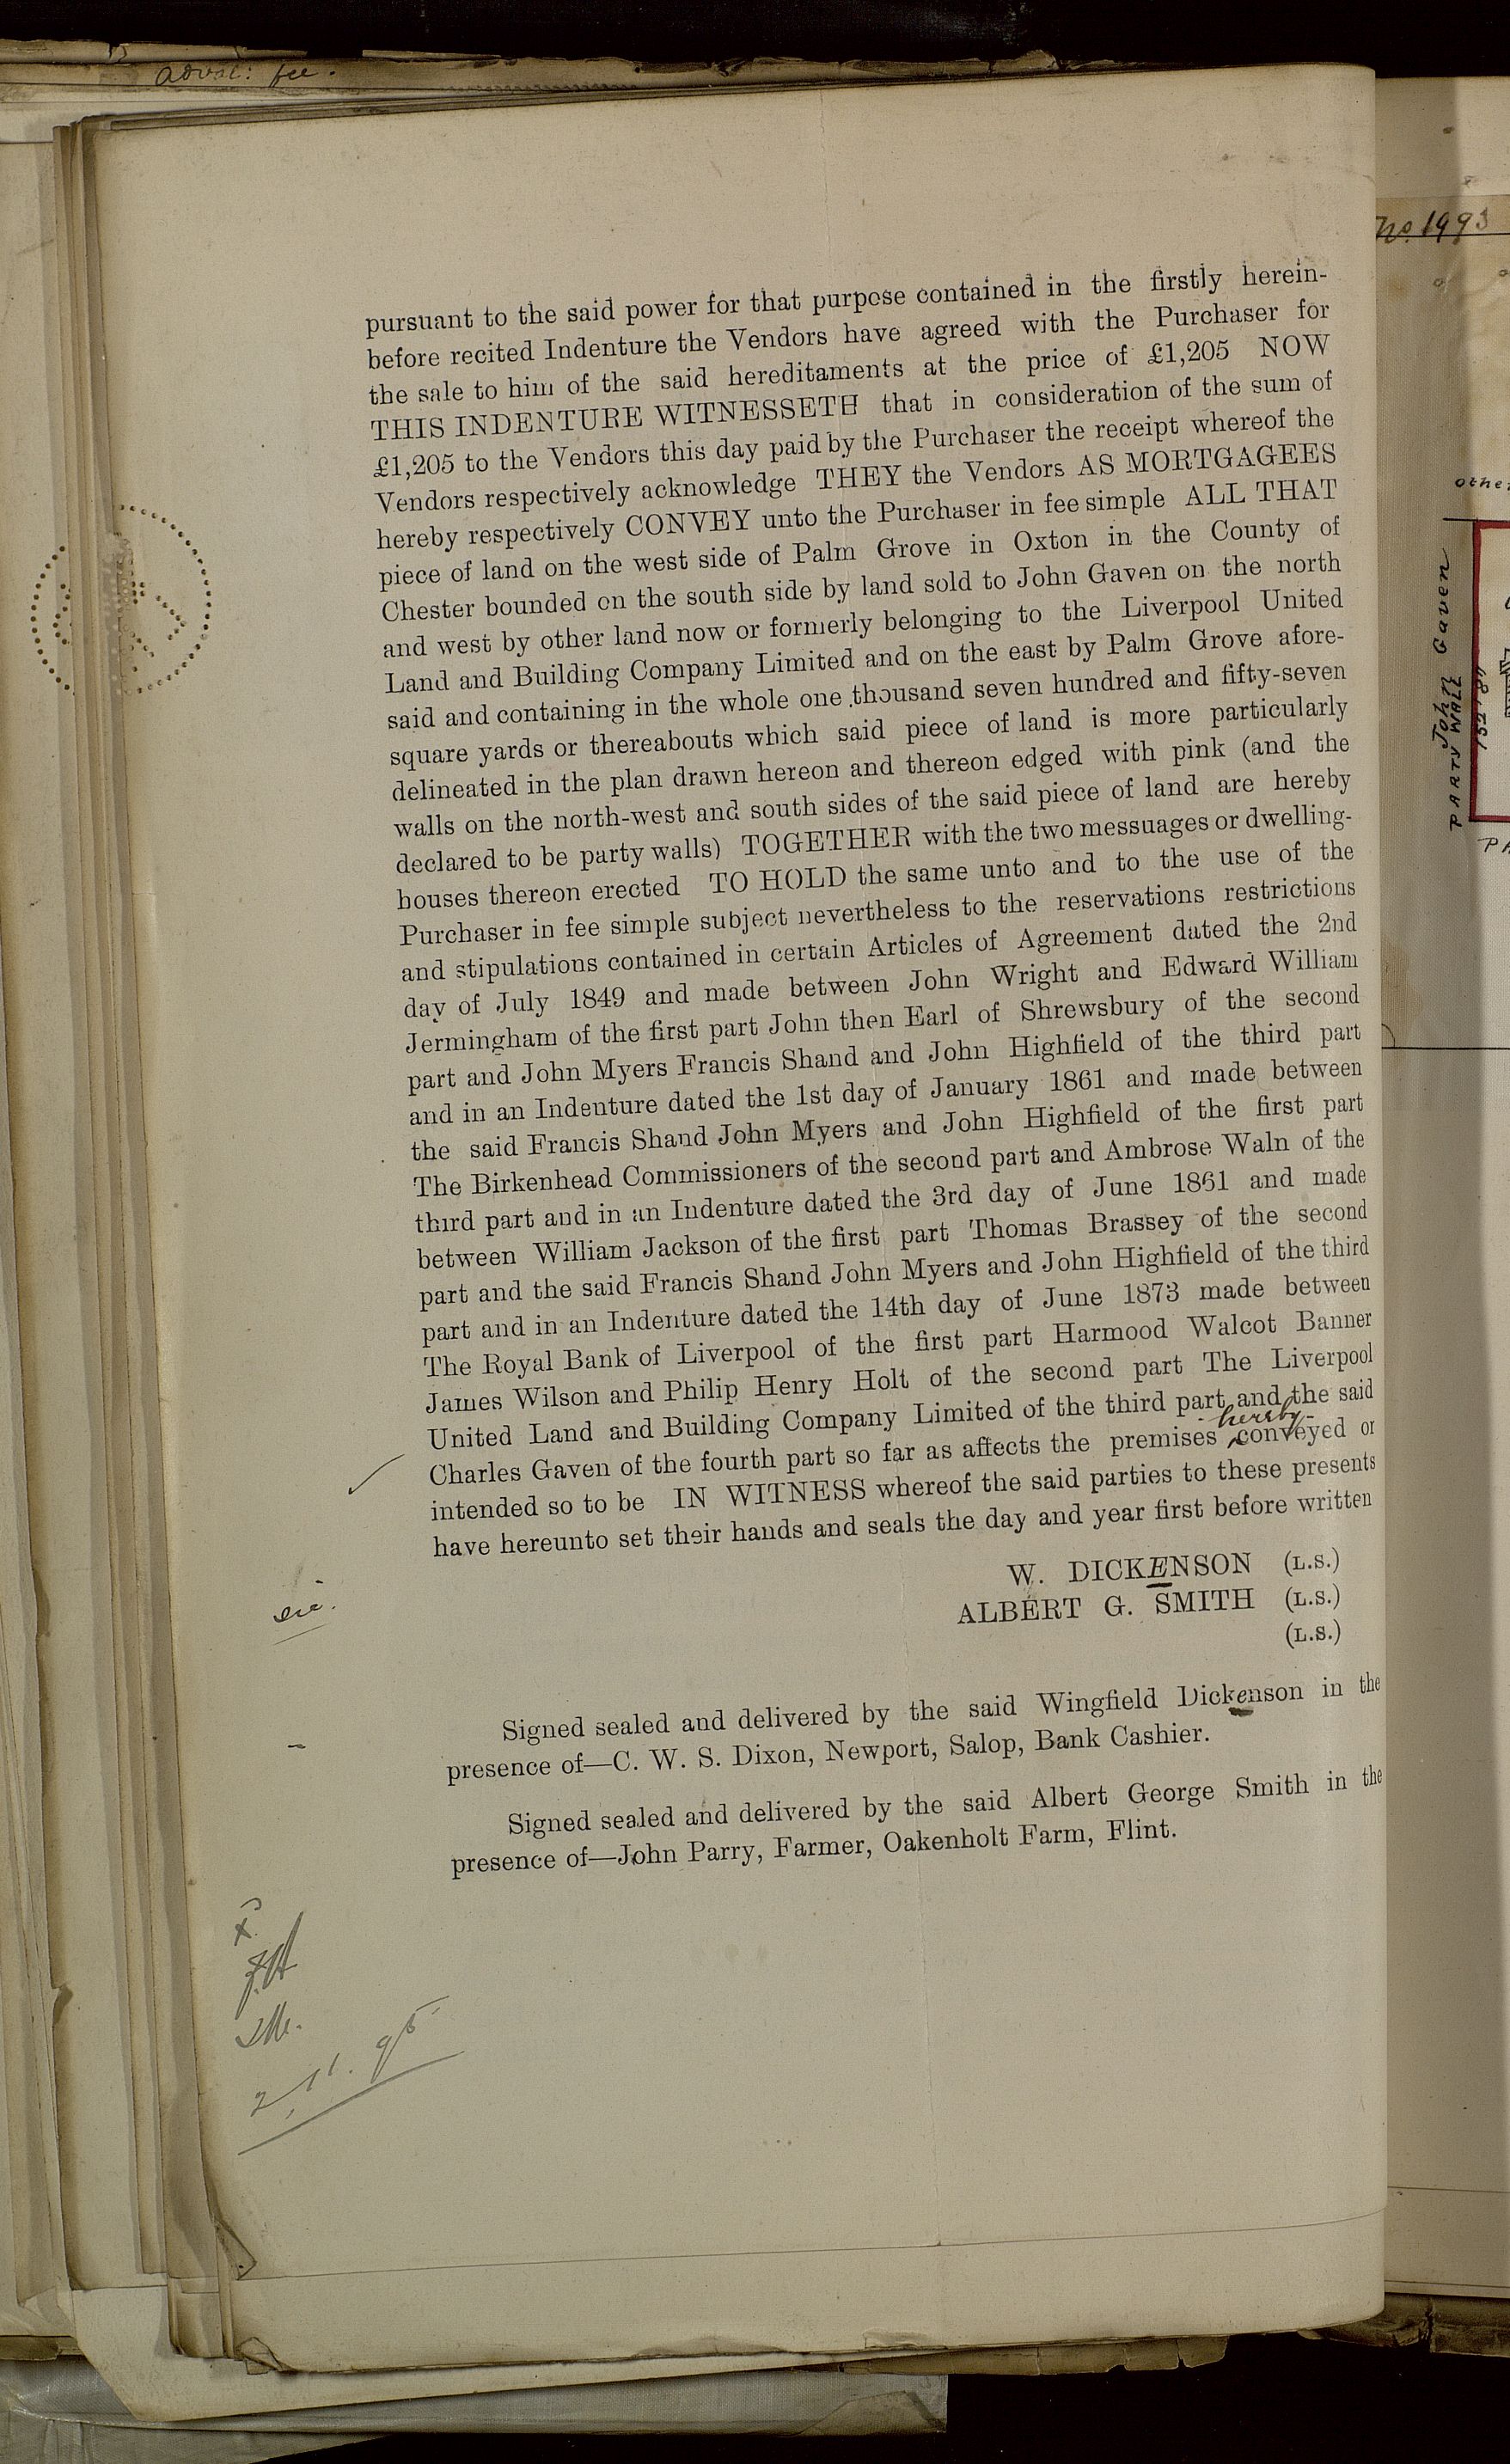 advol: fee.
pursuant to the said power for that purpose contained in the firstly herein-
before recited Indenture the Vendors have agreed with the Purchaser for
the sale to him of the said hereditaments at the price of £1,205 NOW
THIS INDENTURE WITNESSETH that in consideration of the sum of
£1,205 to the Vendors this day paid by the Purchaser the receipt whereof the
Vendors respectively acknowledge THEY the Vendors AS MORTGAGEES
hereby respectively CONVEY unto the Purchaser in fee simple ALL THAT
piece of land on the west side of Palm Grove in Oxton in the County of
Chester bounded on the south side by land sold to John Gaven on the north
and west by other land now or formerly belonging to the Liverpool United
Land and Building Company Limited and on the east by Palm Grove afore-
said and containing in the whole one thousand seven hundred and fifty-seven
square yards or thereabouts which said piece of land is more particularly
delineated in the plan drawn hereon and thereon edged with pink (and the
walls on the north-west and south sides of the said piece of land are hereby
declared to be party walls) TOGETHER with the two messuages or dwelling-
houses thereon erected TO HOLD the same unto and to the use of the
Purchaser in fee simple subject nevertheless to the reservations restrictions
and stipulations contained in certain Articles of Agreement dated the 2nd
day of July 1849 and made between John Wright and Edward William
Jermingham of the first part John then Earl of Shrewsbury of the second
part and John Myers Francis Shand and John Highfield of the third part
and in an Indenture dated the 1st day of January 1861 and made between
the said Francis Shand John Myers and John Highfield of the first part
The Birkenhead Commissioners of the second part and Ambrose Waln of the
third part and in an Indenture dated the 3rd day of June 1861 and made
between William Jackson of the first part Thomas Brassey of the second
part and the said Francis Shand John Myers and John Highfield of the third
part and in an Indenture dated the 14th day of June 1873 made between
The Royal Bank of Liverpool of the first part Harmood Walcot Banner
James Wilson and Philip Henry Holt of the second part The Liverpool
United Land and Building Company Limited of the third part and the said
Charles Gaven of the fourth part so far as affects the premises hereby conveyed or
intended so to be IN WITNESS whereof the said parties to these presents
have hereunto set their hands and seals the day and year first before written
W. DICKENSON (L.S.)
ALBERT G. SMITH (L.S.)
(L.S.)
Signed sealed and delivered by the said Wingfield Dickenson in the
presence of—C. W. S. Dixon, Newport, Salop, Bank Cashier.
Signed sealed and delivered by the said Albert George Smith in the
presence of—John Parry, Farmer, Oakenholt Farm, Flint.
No. 1993
other
John Gaven
PARTY WALL